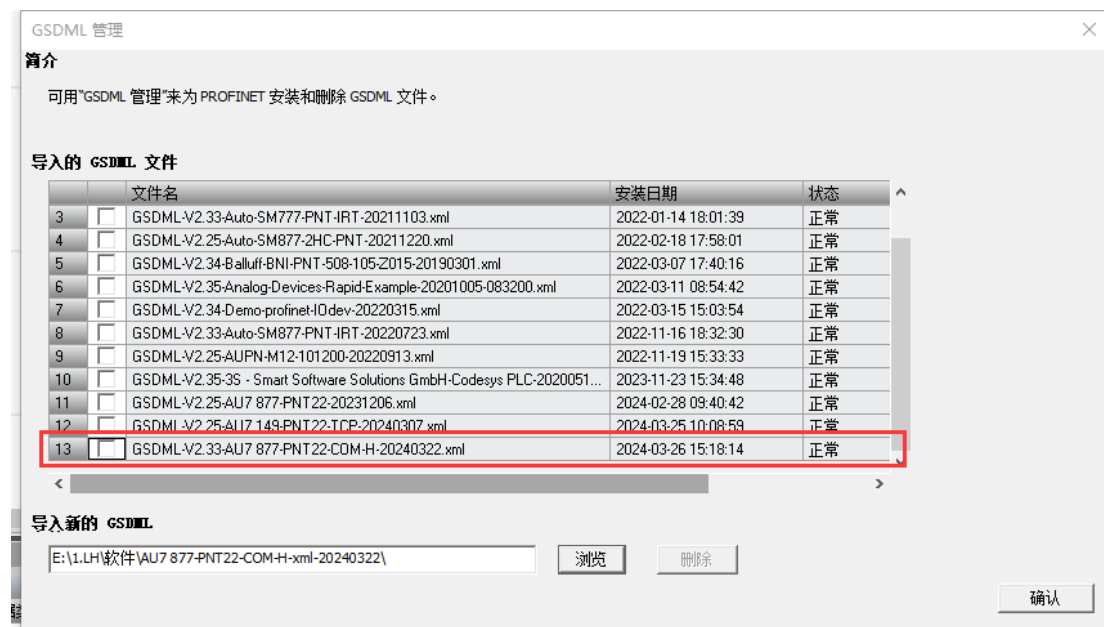 GSDML 管理
简介
可用"GSDML 管理"来为 PROFINET 安装和删除 GSDML 文件。
导入的 GSDML 文件
文件名 安装日期 状态
3 GSDML-V2.33-Auto-SM777-PNT-IRT-20211103.xml 2022-01-14 18:01:39 正常
4 GSDML-V2.25-Auto-SM877-2HC-PNT-20211220.xml 2022-02-18 17:58:01 正常
5 GSDML-V2.34-Balluff-BNI-PNT-508-105-Z015-20190301.xml 2022-03-07 17:40:16 正常
6 GSDML-V2.35-Analog-Devices-Rapid-Example-20201005-083200.xml 2022-03-11 08:54:42 正常
7 GSDML-V2.34-Demo-profinet-IOdev-20220315.xml 2022-03-15 15:03:54 正常
8 GSDML-V2.33-Auto-SM877-PNT-IRT-20220723.xml 2022-11-16 18:32:30 正常
9 GSDML-V2.25-AUPN-M12-101200-20220913.xml 2022-11-19 15:33:33 正常
10 GSDML-V2.35-3S - Smart Software Solutions GmbH-Codesys PLC-2020051... 2023-11-23 15:34:48 正常
11 GSDML-V2.25-AU7 877-PNT22-20231206.xml 2024-02-28 09:40:42 正常
12 GSDML-V2.25-AU7 149-PNT22-TCP-20240307.xml 2024-03-25 10:08:59 正常
13 GSDML-V2.33-AU7 877-PNT22-COM-H-20240322.xml 2024-03-26 15:18:14 正常
导入新的 GSDML
E:\1.LH\软件\AU7 877-PNT22-COM-H-xml-20240322\ 浏览 删除
确认